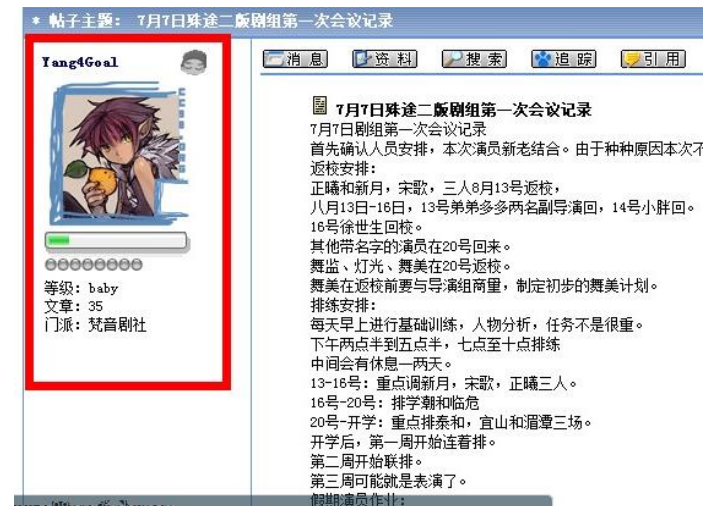 * 帖子主题: 7月7日殊途二版剧组第一次会议记录
Yang4Goal
消 息 资 料 搜 索 追 踪 引 用
7月7日殊途二版剧组第一次会议记录
7月7日剧组第一次会议记录
首先确认人员安排，本次演员新老结合。由于种种原因本次不
返校安排：
正曦和新月，宋歌，三人8月13号返校，
八月13日-16日，13号弟弟多多两名副导演回，14号小胖回。
16号徐世生回校。
其他带名字的演员在20号回来。
舞监、灯光、舞美在20号返校。
舞美在返校前要与导演组商量，制定初步的舞美计划。
排练安排：
每天早上进行基础训练，人物分析，任务不是很重。
下午两点半到五点半，七点至十点排练
中间会有休息一两天。
13-16号：重点调新月，宋歌，正曦三人。
16号-20号：排学潮和临危
20号-开学：重点排泰和，宜山和湄潭三场。
开学后，第一周开始连着排。
第二周开始联排。
第三周可能就是表演了。
假期演员作业：
等级：baby
文章：35
门派：梵音剧社